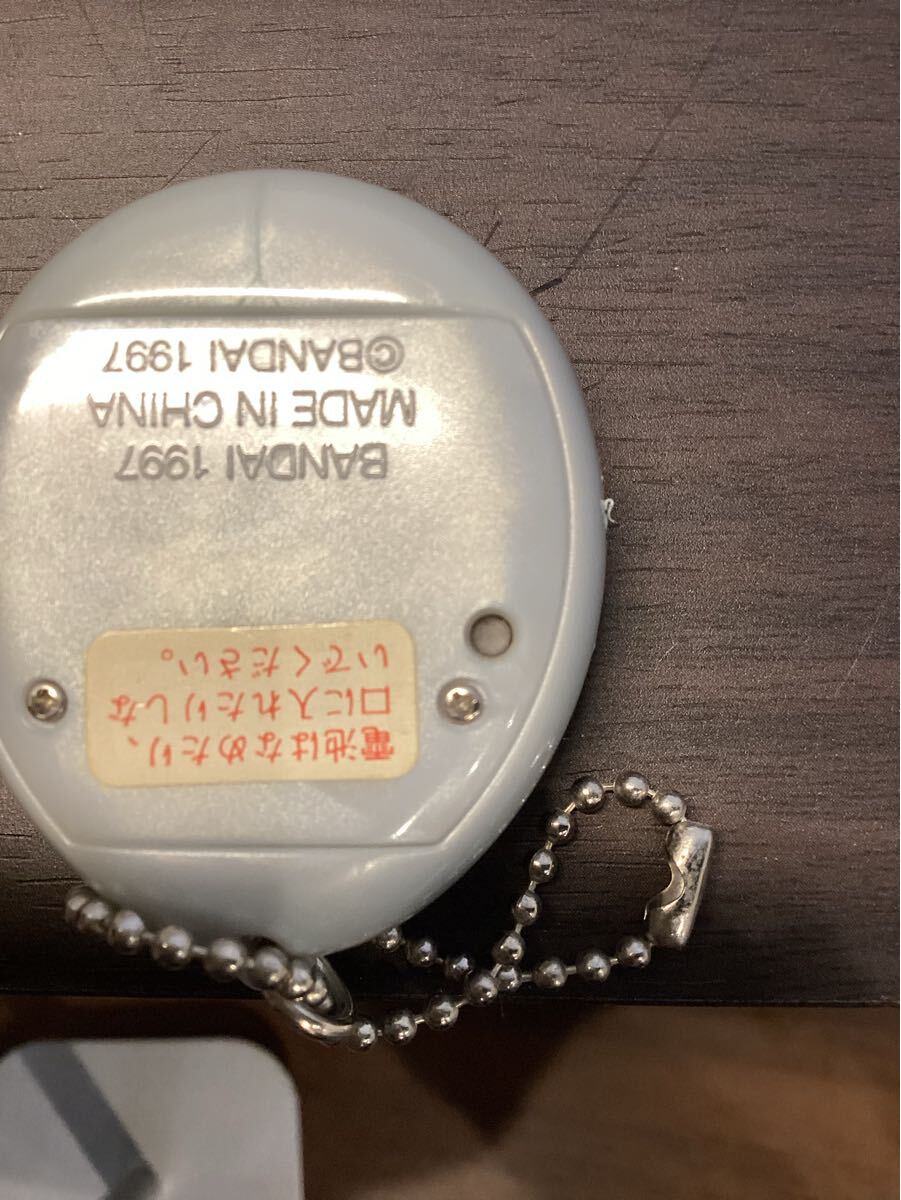 BANDAI 1997
MADE IN CHINA
©BANDAI 1997
電池はなめたり、
口に入れたりしな
いでください。